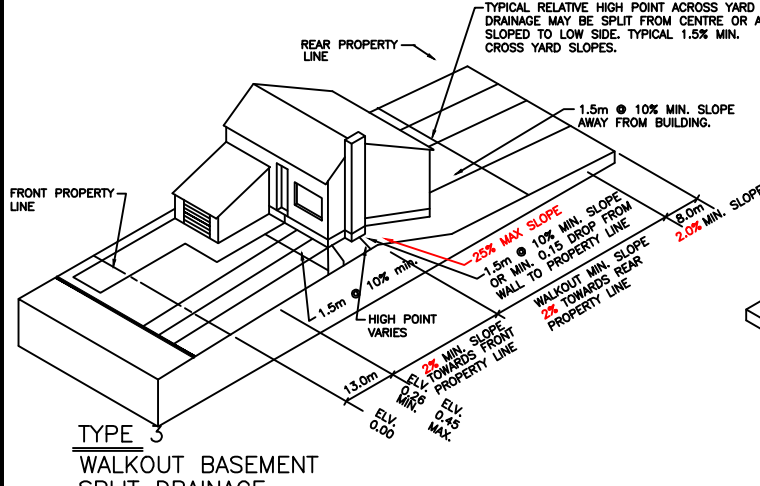 TYPICAL RELATIVE HIGH POINT ACROSS YARD
DRAINAGE MAY BE SPLIT FROM CENTRE OR A
SLOPED TO LOW SIDE. TYPICAL 1.5% MIN.
CROSS YARD SLOPES.
REAR PROPERTY
LINE
1.5m @ 10% MIN. SLOPE
AWAY FROM BUILDING.
FRONT PROPERTY
LINE
25% MAX SLOPE
1.5m @ 10% MIN. SLOPE
OR MIN. 0.15 DROP FROM
WALL TO PROPERTY LINE
8.0m
2.0% MIN. SLOPE
WALKOUT MIN. SLOPE
2% TOWARDS REAR
PROPERTY LINE
1.5m @ 10% min.
HIGH POINT
VARIES
2% MIN. SLOPE
TOWARDS FRONT
PROPERTY LINE
13.0m
ELV.
0.26
MIN.
ELV.
0.45
MAX.
ELV.
0.00
TYPE 3
WALKOUT BASEMENT
SPLIT DRAINAGE